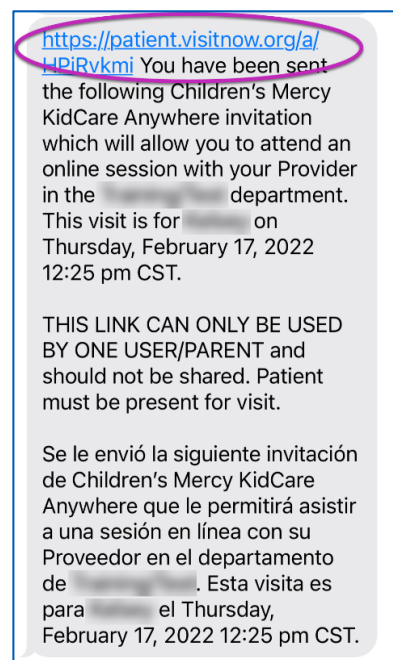 https://patient.visitnow.org/a/
HPjRvkmi You have been sent
the following Children's Mercy
KidCare Anywhere invitation
which will allow you to attend an
online session with your Provider
in the department.
This visit is for on
Thursday, February 17, 2022
12:25 pm CST.
THIS LINK CAN ONLY BE USED
BY ONE USER/PARENT and
should not be shared. Patient
must be present for visit.
Se le envió la siguiente invitación
de Children's Mercy KidCare
Anywhere que le permitirá asistir
a una sesión en línea con su
Proveedor en el departamento
de . Esta visita es
para el Thursday,
February 17, 2022 12:25 pm CST.